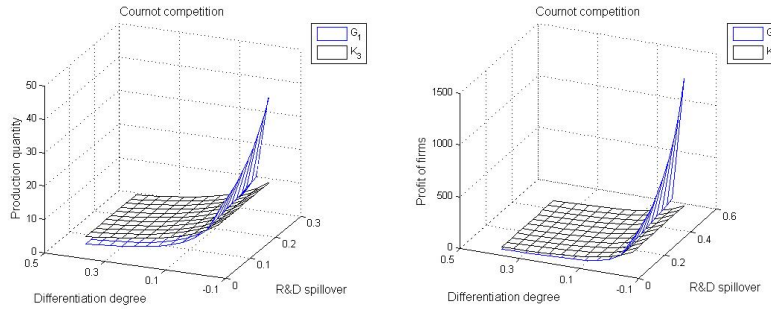 Cournot competition
G1
K3
Production quantity
50
40
30
20
10
0
0.5
0.3
0.1
-0.1
Differentiation degree
0
0.1
0.2
0.3
R&D spillover
Cournot competition
G
K
Profit of firms
1500
1000
500
0
0.5
0.3
0.1
-0.1
Differentiation degree
0
0.2
0.4
0.6
R&D spillover